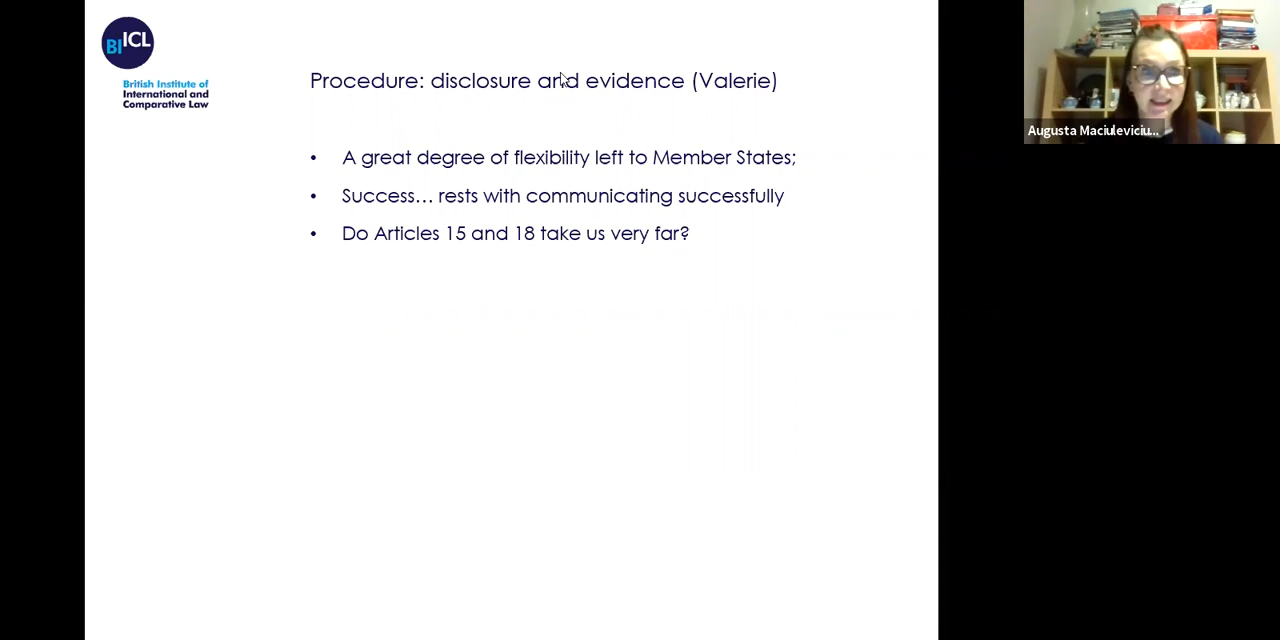 BIICL
British Institute of
International and
Comparative Law
Procedure: disclosure and evidence (Valerie)
• A great degree of flexibility left to Member States;
• Success… rests with communicating successfully
• Do Articles 15 and 18 take us very far?
Augusta Maciuleviciu...